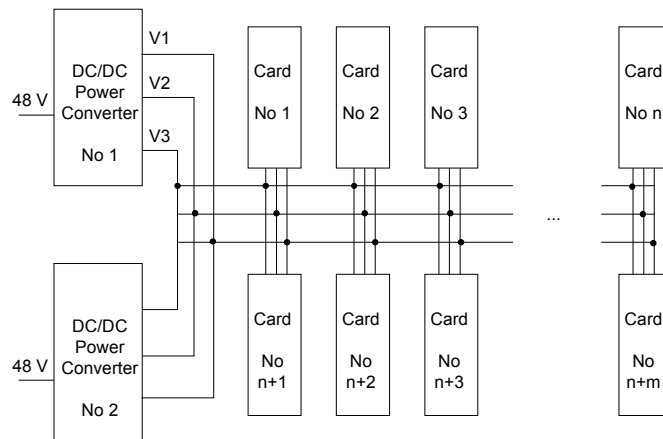 V1
DC/DC
Power
Converter
No 1
48 V
V2
V3
Card
No 1
Card
No 2
Card
No 3
Card
No n
...
DC/DC
Power
Converter
No 2
48 V
Card
No
n+1
Card
No
n+2
Card
No
n+3
Card
No
n+m